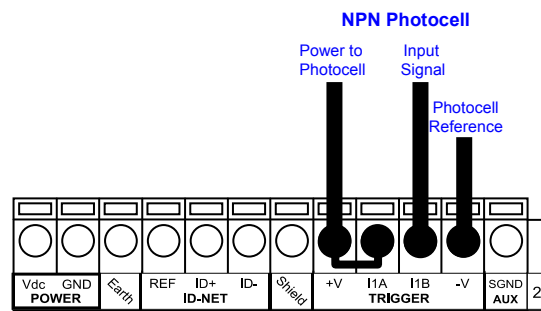 NPN Photocell
Power to
Photocell
Input
Signal
Photocell
Reference
Vdc GND Earth REF ID+ ID- Shield +V I1A I1B -V SGND 2
POWER ID-NET TRIGGER AUX